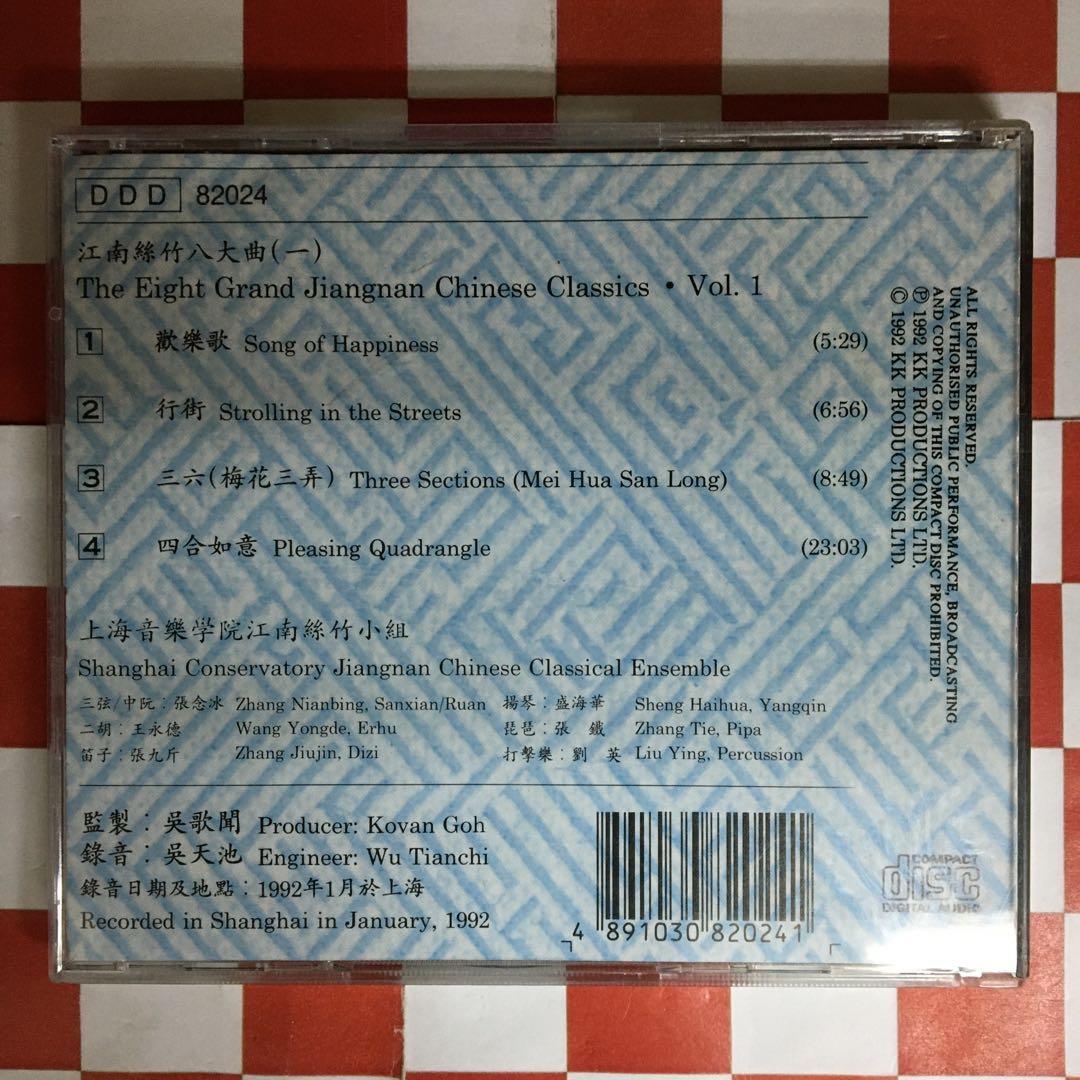 DDD 82024
江南絲竹八大曲(一)
The Eight Grand Jiangnan Chinese Classics • Vol. 1
1 歡樂歌 Song of Happiness (5:29)
2 行街 Strolling in the Streets (6:56)
3 三六(梅花三弄) Three Sections (Mei Hua San Long) (8:49)
4 四合如意 Pleasing Quadrangle (23:03)
上海音樂學院江南絲竹小組
Shanghai Conservatory Jiangnan Chinese Classical Ensemble
三弦/中阮：張念冰 Zhang Nianbing, Sanxian/Ruan 揚琴：盛海華 Sheng Haihua, Yangqin
二胡：王永德 Wang Yongde, Erhu 琵琶：張 鐵 Zhang Tie, Pipa
笛子：張九斤 Zhang Jiujin, Dizi 打擊樂：劉 英 Liu Ying, Percussion
監製：吳歌聞 Producer: Kovan Goh
錄音：吳天池 Engineer: Wu Tianchi
錄音日期及地點：1992年1月於上海
Recorded in Shanghai in January, 1992
4 891030 820241
COMPACT
disc
DIGITAL AUDIO
ALL RIGHTS RESERVED.
UNAUTHORISED PUBLIC PERFORMANCE, BROADCASTING
AND COPYING OF THIS COMPACT DISC PROHIBITED.
℗ 1992 KK PRODUCTIONS LTD.
© 1992 KK PRODUCTIONS LTD.